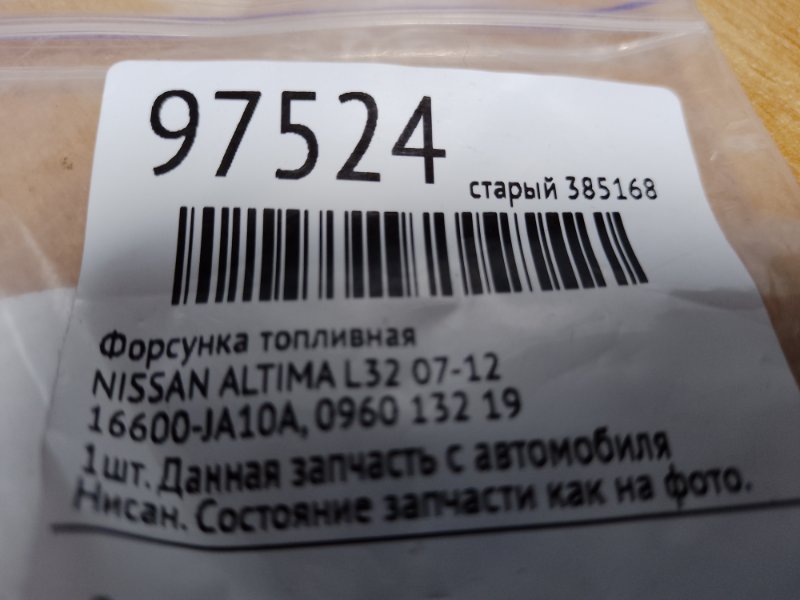 97524
старый 385168
Форсунка топливная
NISSAN ALTIMA L32 07-12
16600-JA10A, 0960 132 19
1 шт. Данная запчасть с автомобиля
Нисан. Состояние запчасти как на фото.